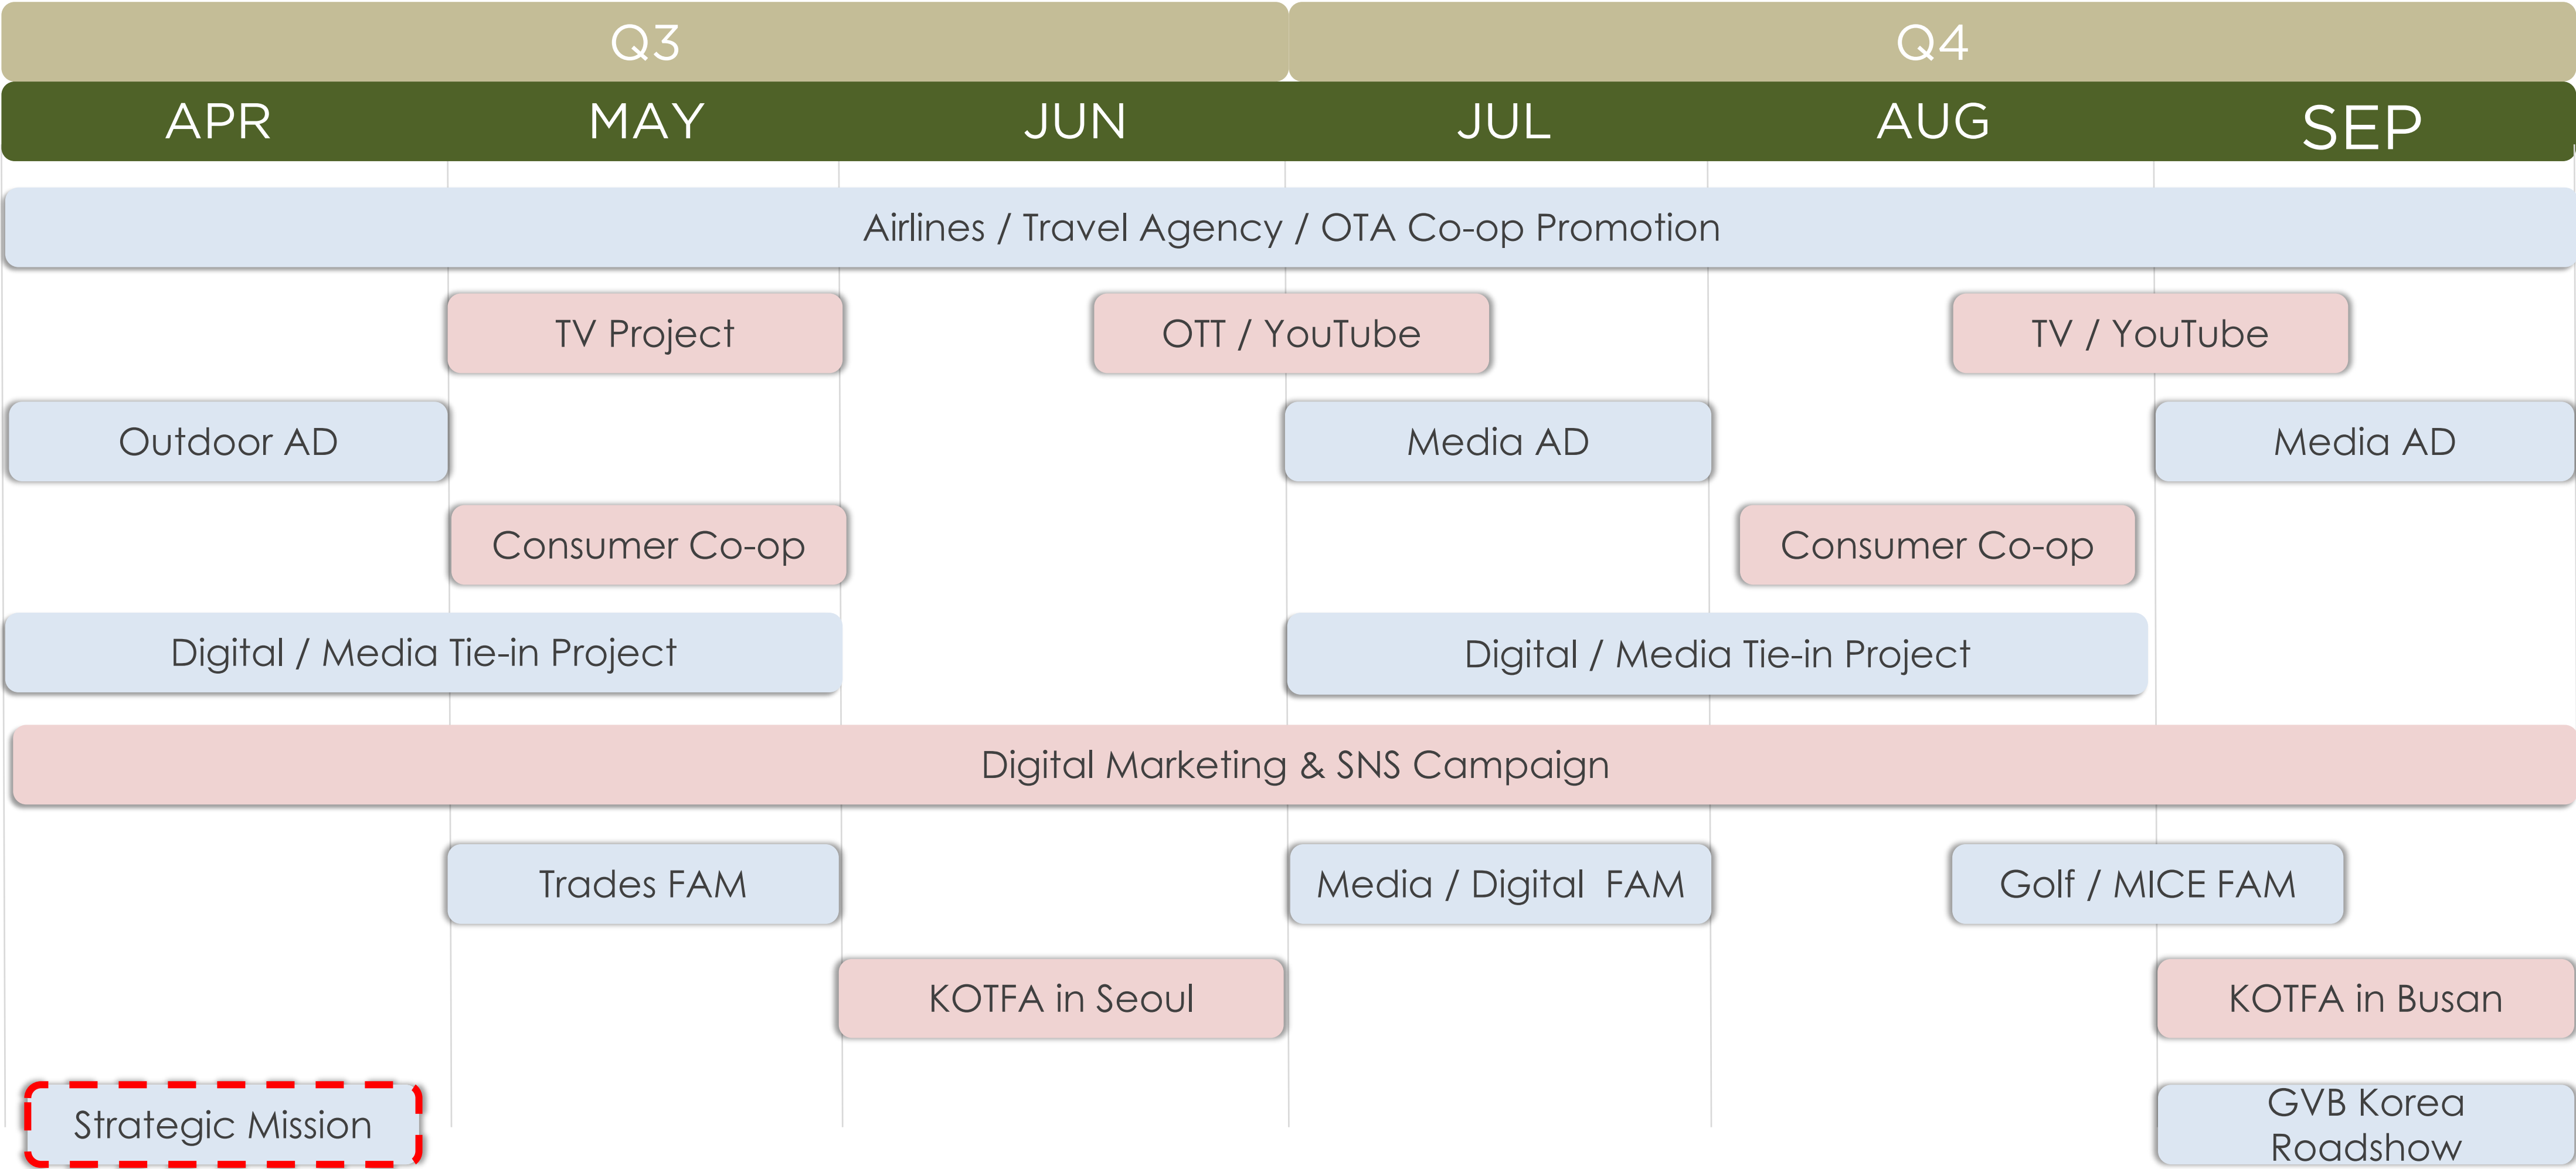 Q3
Q4
APR
MAY
JUN
JUL
AUG
SEP
Airlines / Travel Agency / OTA Co-op Promotion
TV Project
OTT / YouTube
TV / YouTube
Outdoor AD
Media AD
Media AD
Consumer Co-op
Consumer Co-op
Digital / Media Tie-in Project
Digital / Media Tie-in Project
Digital Marketing & SNS Campaign
Trades FAM
Media / Digital  FAM
Golf / MICE FAM
KOTFA in Seoul
KOTFA in Busan
Strategic Mission
GVB Korea
Roadshow